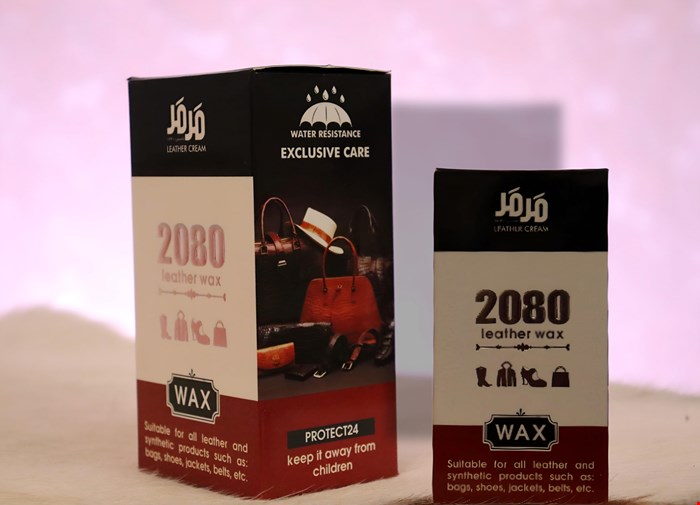 مَرمَر
LEATHER CREAM
2080
leather wax
WAX
Suitable for all leather and
synthetic products such as:
bags, shoes, jackets, belts, etc.
WATER RESISTANCE
EXCLUSIVE CARE
PROTECT24
keep it away from
children
مَرمَر
LEATHER CREAM
2080
leather wax
WAX
Suitable for all leather and
synthetic products such as:
bags, shoes, jackets, belts, etc.